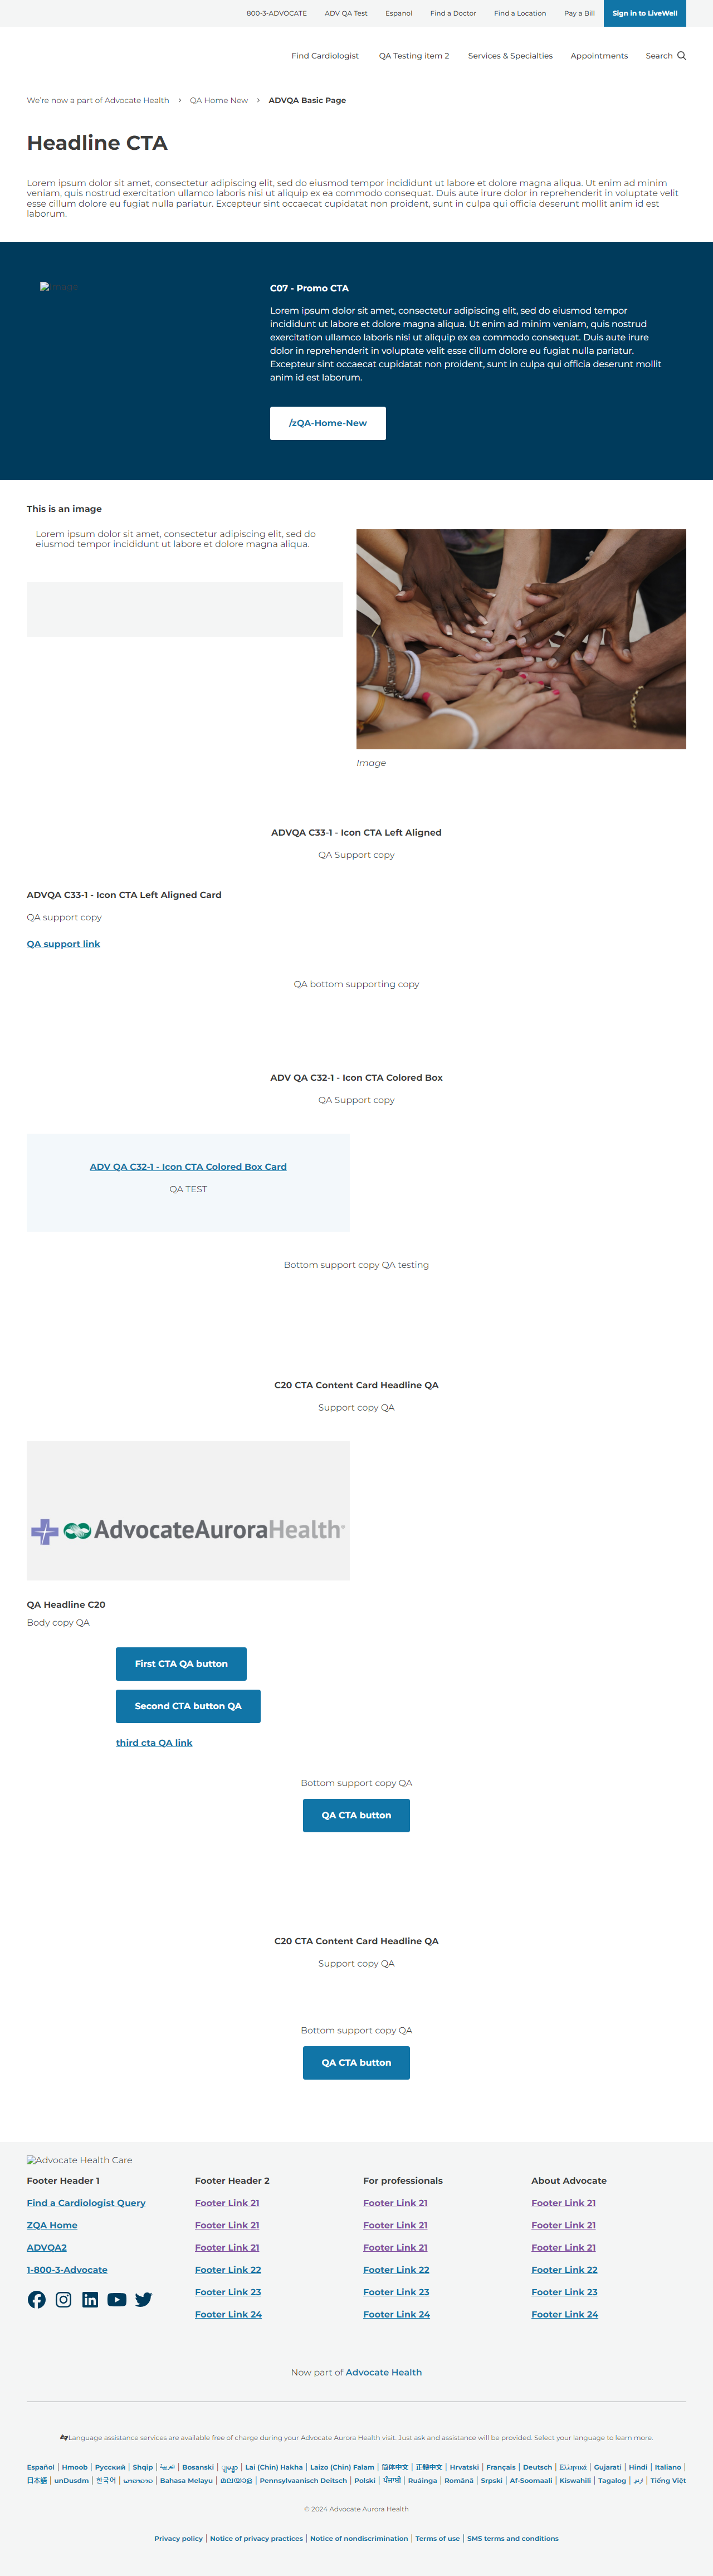 800-3-ADVOCATE ADV QA Test Espanol Find a Doctor Find a Location Pay a Bill Sign in to LiveWell
Find Cardiologist QA Testing item 2 Services & Specialties Appointments Search
We're now a part of Advocate Health › QA Home New › ADVQA Basic Page
Headline CTA
Lorem ipsum dolor sit amet, consectetur adipiscing elit, sed do eiusmod tempor incididunt ut labore et dolore magna aliqua. Ut enim ad minim
veniam, quis nostrud exercitation ullamco laboris nisi ut aliquip ex ea commodo consequat. Duis aute irure dolor in reprehenderit in voluptate velit
esse cillum dolore eu fugiat nulla pariatur. Excepteur sint occaecat cupidatat non proident, sunt in culpa qui officia deserunt mollit anim id est
laborum.
C07 - Promo CTA
Lorem ipsum dolor sit amet, consectetur adipiscing elit, sed do eiusmod tempor
incididunt ut labore et dolore magna aliqua. Ut enim ad minim veniam, quis nostrud
exercitation ullamco laboris nisi ut aliquip ex ea commodo consequat. Duis aute irure
dolor in reprehenderit in voluptate velit esse cillum dolore eu fugiat nulla pariatur.
Excepteur sint occaecat cupidatat non proident, sunt in culpa qui officia deserunt mollit
anim id est laborum.
/zQA-Home-New
This is an image
Lorem ipsum dolor sit amet, consectetur adipiscing elit, sed do
eiusmod tempor incididunt ut labore et dolore magna aliqua.
Image
ADVQA C33-1 - Icon CTA Left Aligned
QA Support copy
ADVQA C33-1 - Icon CTA Left Aligned Card
QA support copy
QA support link
QA bottom supporting copy
ADV QA C32-1 - Icon CTA Colored Box
QA Support copy
ADV QA C32-1 - Icon CTA Colored Box Card
QA TEST
Bottom support copy QA testing
C20 CTA Content Card Headline QA
Support copy QA
AdvocateAuroraHealth®
QA Headline C20
Body copy QA
First CTA QA button
Second CTA button QA
third cta QA link
Bottom support copy QA
QA CTA button
C20 CTA Content Card Headline QA
Support copy QA
Bottom support copy QA
QA CTA button
Advocate Health Care
Footer Header 1
Find a Cardiologist Query
ZQA Home
ADVQA2
1-800-3-Advocate
Footer Header 2
Footer Link 21
Footer Link 21
Footer Link 21
Footer Link 22
Footer Link 23
Footer Link 24
For professionals
Footer Link 21
Footer Link 21
Footer Link 21
Footer Link 22
Footer Link 23
Footer Link 24
About Advocate
Footer Link 21
Footer Link 21
Footer Link 21
Footer Link 22
Footer Link 23
Footer Link 24
Now part of Advocate Health
Language assistance services are available free of charge during your Advocate Aurora Health visit. Just ask and assistance will be provided. Select your language to learn more.
Español | Hmoob | Русский | Shqip | العربية | Bosanski | Lai (Chin) Hakha | Laizo (Chin) Falam | 简体中文 | 正體中文 | Hrvatski | Français | Deutsch | Ελληνικά | Gujarati | Hindi | Italiano |
日本語 | unDusdm | 한국어 | ພາສາລາວ | Bahasa Melayu | മലയാളം | Pennsylvaanisch Deitsch | Polski | ਪੰਜਾਬੀ | Ruáinga | Română | Srpski | Af-Soomaali | Kiswahili | Tagalog | اردو | Tiếng Việt
© 2024 Advocate Aurora Health
Privacy policy | Notice of privacy practices | Notice of nondiscrimination | Terms of use | SMS terms and conditions